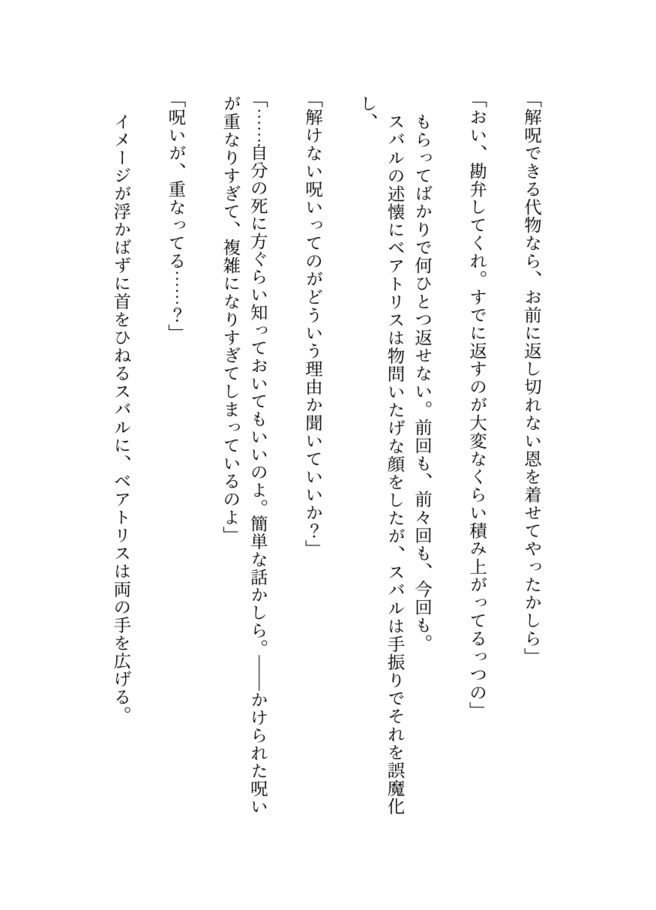 「解呪できる代物なら、お前に返し切れない恩を着せてやったかしら」
「おい、勘弁してくれ。すでに返すのが大変なくらい積み上がってるっつの」
もらってばかりで何ひとつ返せない。前回も、前々回も、今回も。
スバルの述懐にベアトリスは物問いたげな顔をしたが、スバルは手振りでそれを誤魔化
し、
「解けない呪いってのがどういう理由か聞いていいか？」
「……自分の死に方ぐらい知っておいてもいいのよ。簡単な話かしら。――かけられた呪い
が重なりすぎて、複雑になりすぎてしまっているのよ」
「呪いが、重なってる……？」
イメージが浮かばずに首をひねるスバルに、ベアトリスは両の手を広げる。